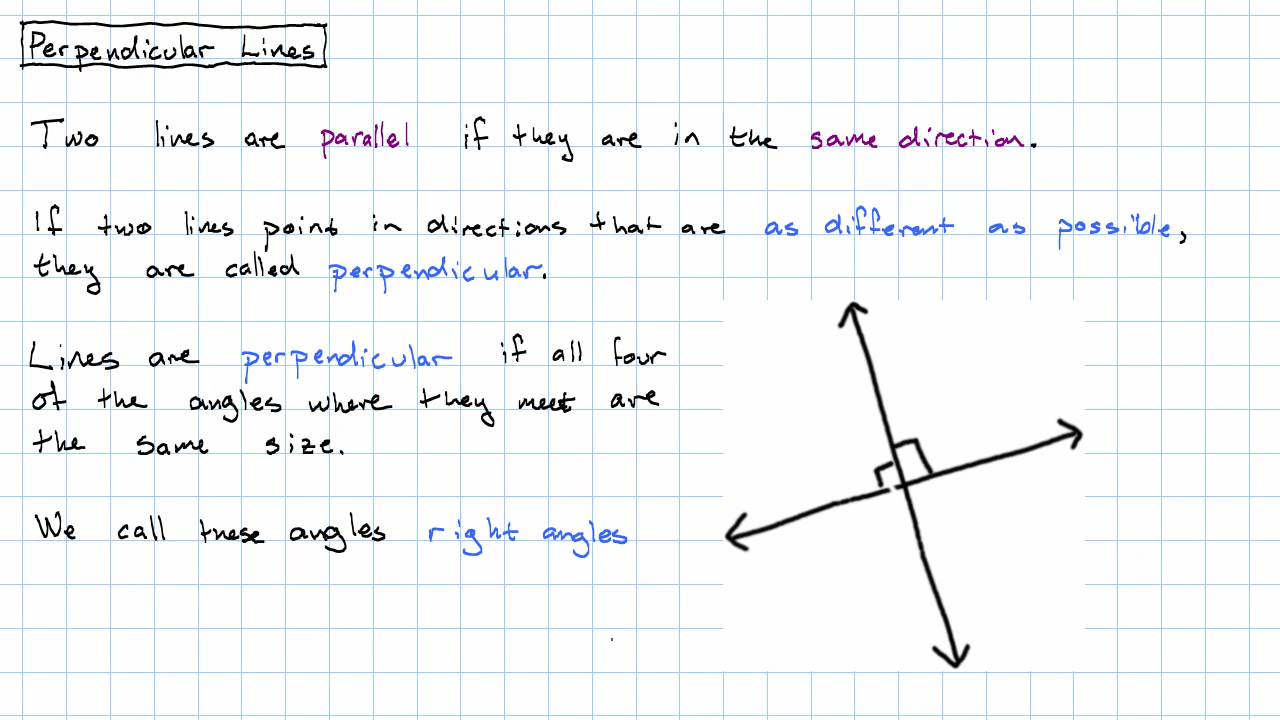 Perpendicular Lines
Two lines are parallel if they are in the same direction.
If two lines point in directions that are as different as possible,
they are called perpendicular.
Lines are perpendicular if all four
of the angles where they meet are
the same size.
We call these angles right angles